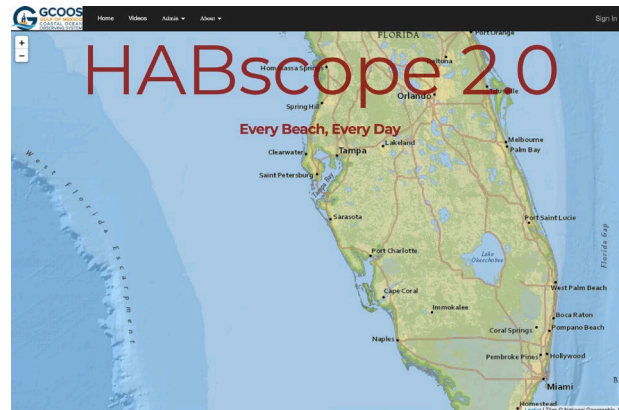 GCOOS
GULF OF MEXICO
COASTAL OCEAN
OBSERVING SYSTEM
Home Videos Admin About Sign in
+
−
HABscope 2.0
Every Beach, Every Day
FLORIDA
Port Orange
Deltona
Homosassa Springs
Orlando
Titusville
Spring Hill
Melbourne
Palm Bay
Clearwater
Tampa
Lakeland
Saint Petersburg
Tampa Bay
West Florida Escarpment
Sarasota
Port Saint Lucie
Port Charlotte
Lake Okeechobee
Florida Gap
Cape Coral
West Palm Beach
Immokalee
Boca Raton
Coral Springs
Pompano Beach
Naples
Pembroke Pines
Hollywood
Miami
Homestead